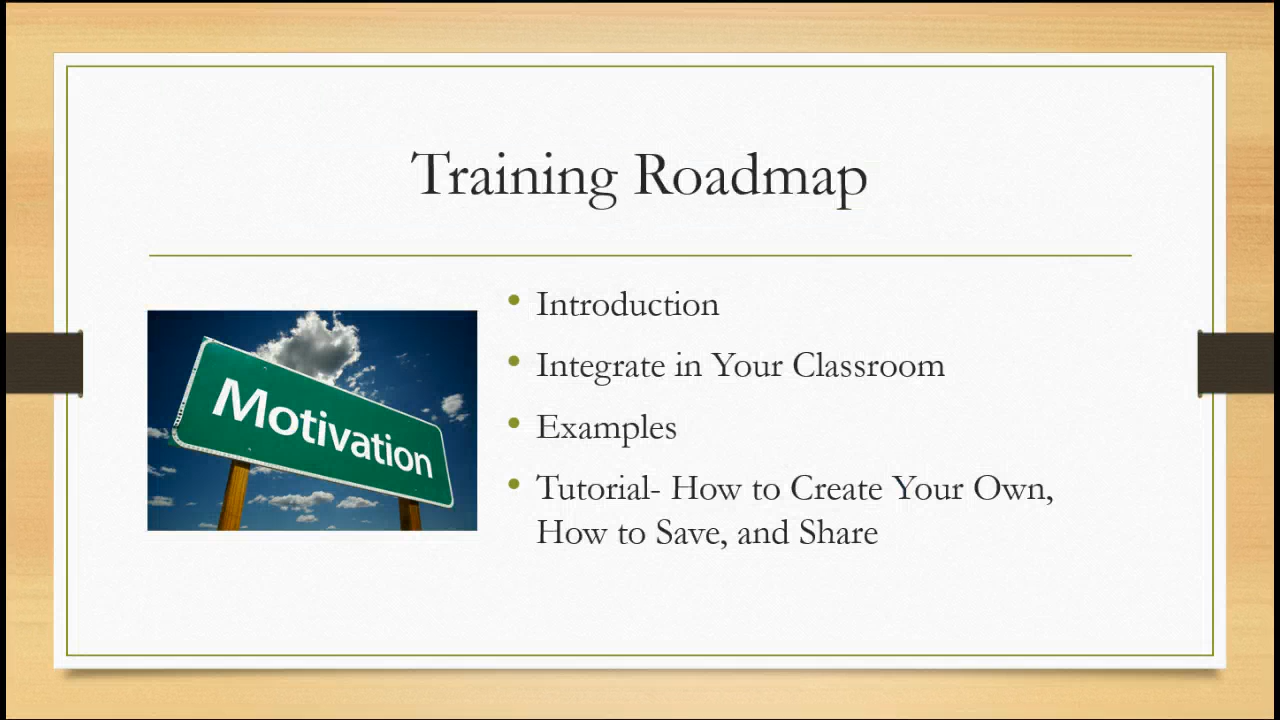 Training Roadmap
Motivation
• Introduction
• Integrate in Your Classroom
• Examples
• Tutorial- How to Create Your Own,
How to Save, and Share